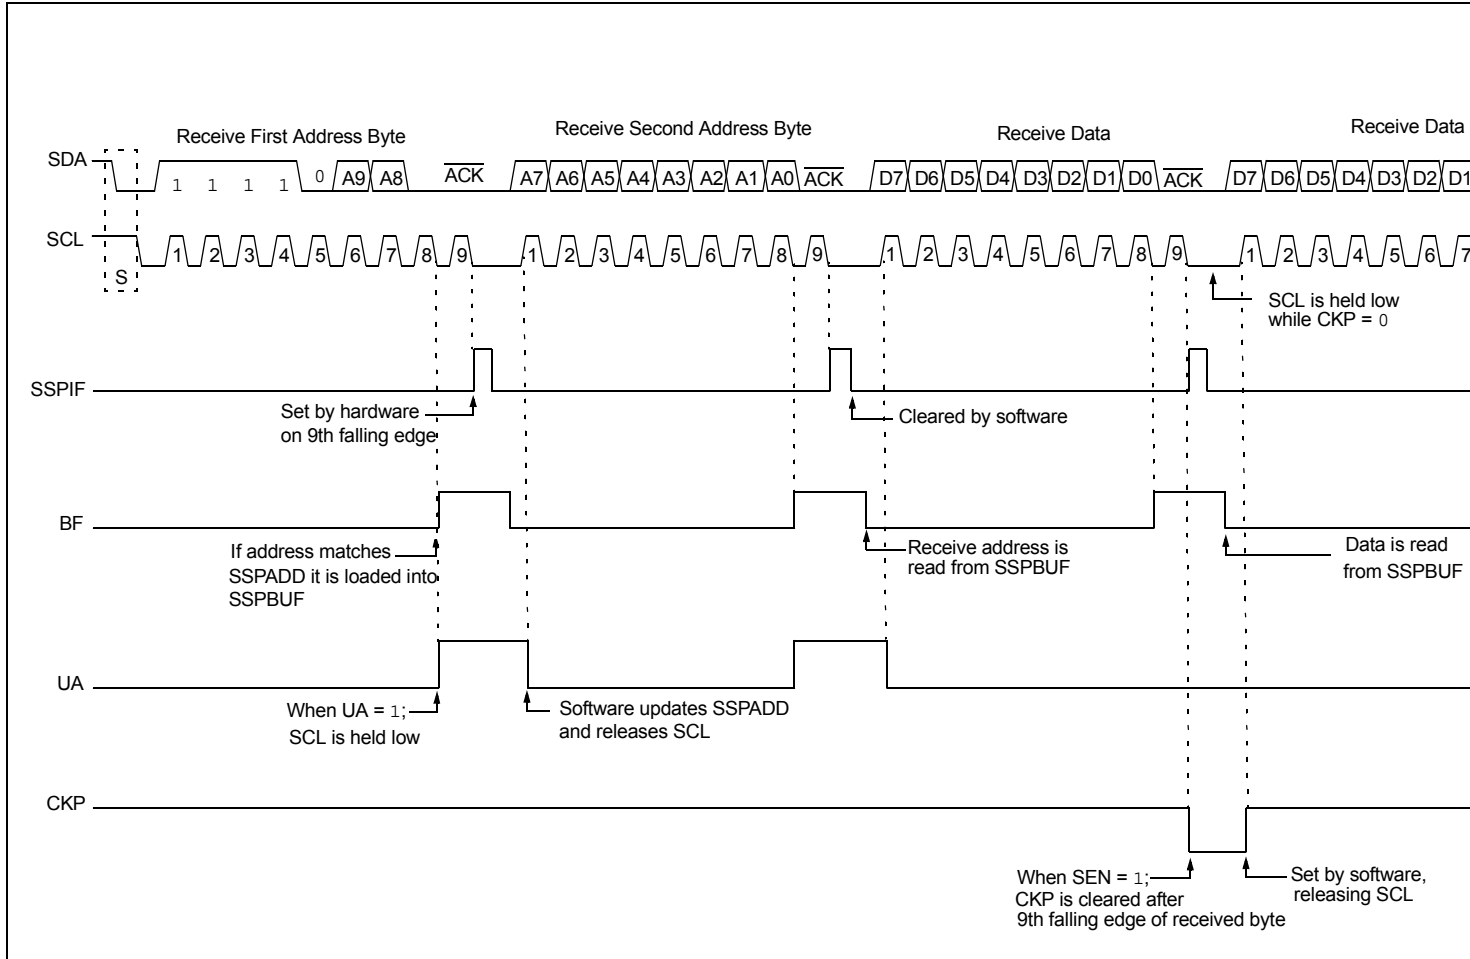 Receive First Address Byte
Receive Second Address Byte
Receive Data
Receive Data
SDA
1 1 1 1 0 A9 A8 ACK A7 A6 A5 A4 A3 A2 A1 A0 ACK D7 D6 D5 D4 D3 D2 D1 D0 ACK D7 D6 D5 D4 D3 D2 D1
SCL
1 2 3 4 5 6 7 8 9 1 2 3 4 5 6 7 8 9 1 2 3 4 5 6 7 8 9 1 2 3 4 5 6 7
S
SCL is held low
while CKP = 0
SSPIF
Set by hardware
on 9th falling edge
Cleared by software
BF
If address matches
SSPADD it is loaded into
SSPBUF
Receive address is
read from SSPBUF
Data is read
from SSPBUF
UA
When UA = 1;
SCL is held low
Software updates SSPADD
and releases SCL
CKP
When SEN = 1;
CKP is cleared after
9th falling edge of received byte
Set by software,
releasing SCL